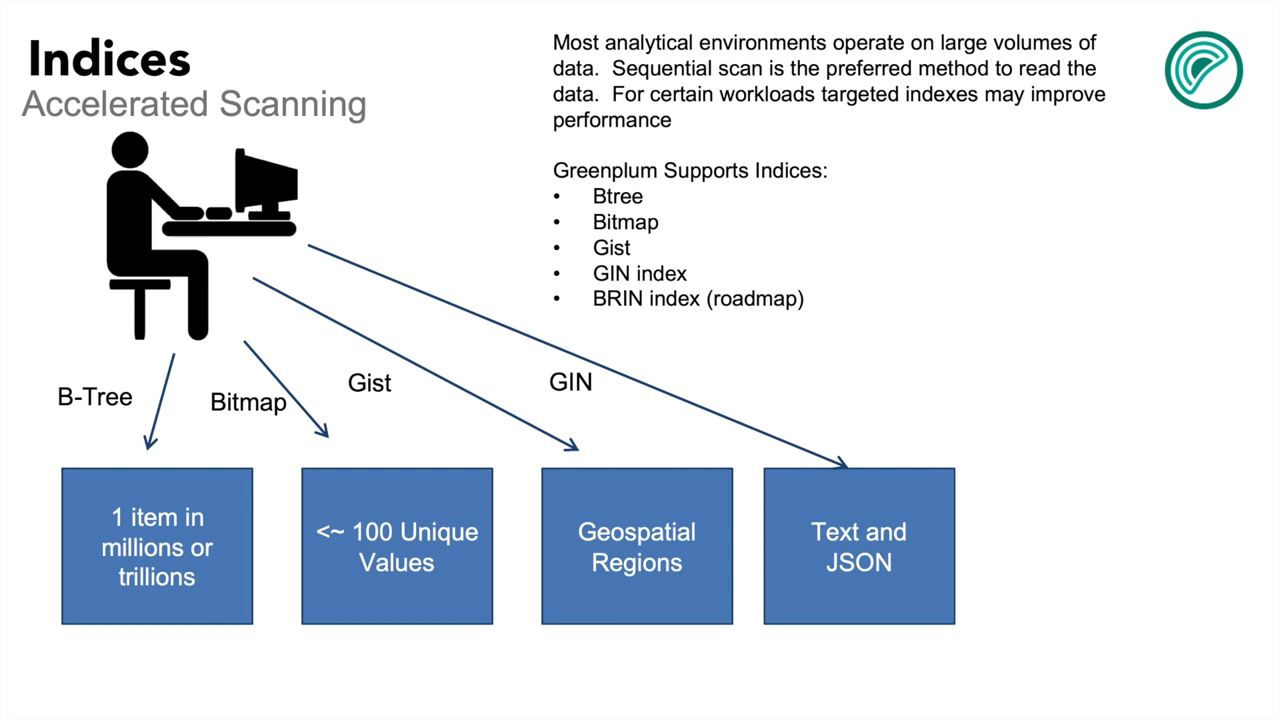 Indices
Accelerated Scanning
Most analytical environments operate on large volumes of
data. Sequential scan is the preferred method to read the
data. For certain workloads targeted indexes may improve
performance
Greenplum Supports Indices:
• Btree
• Bitmap
• Gist
• GIN index
• BRIN index (roadmap)
B-Tree
Bitmap
Gist
GIN
1 item in
millions or
trillions
<~ 100 Unique
Values
Geospatial
Regions
Text and
JSON